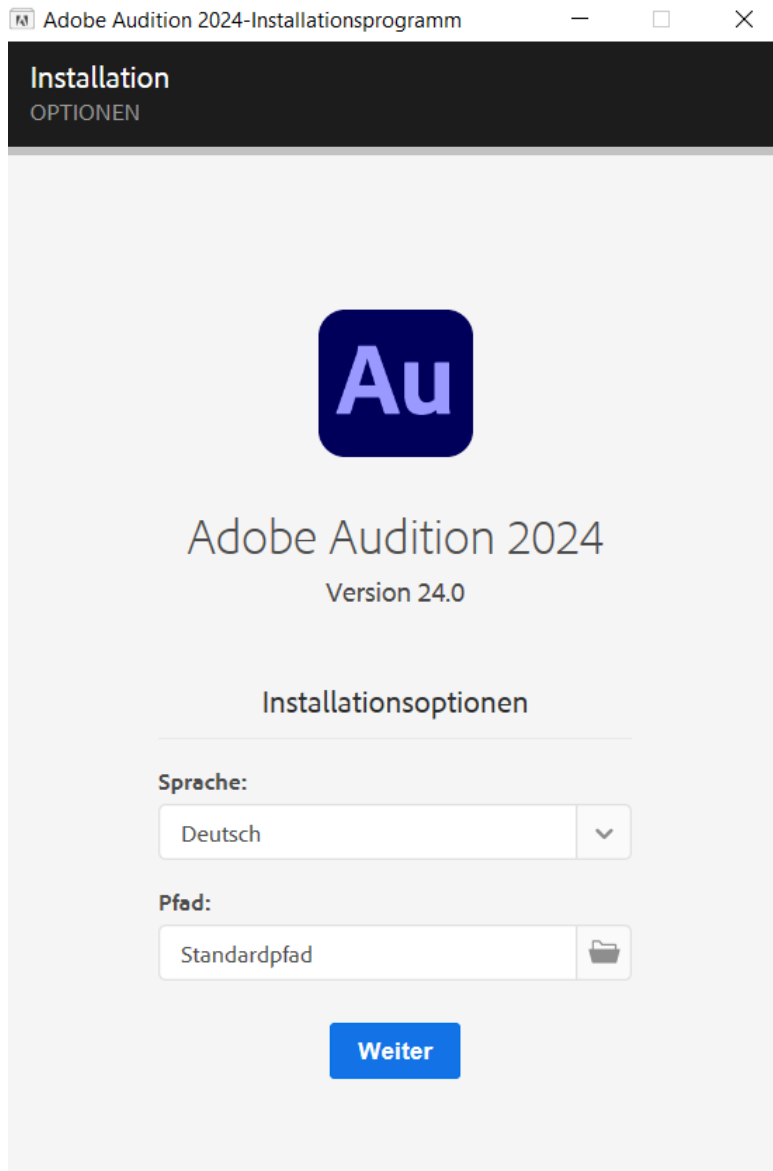 Adobe Audition 2024-Installationsprogramm
Installation
OPTIONEN
Au
Adobe Audition 2024
Version 24.0
Installationsoptionen
Sprache:
Deutsch
Pfad:
Standardpfad
Weiter